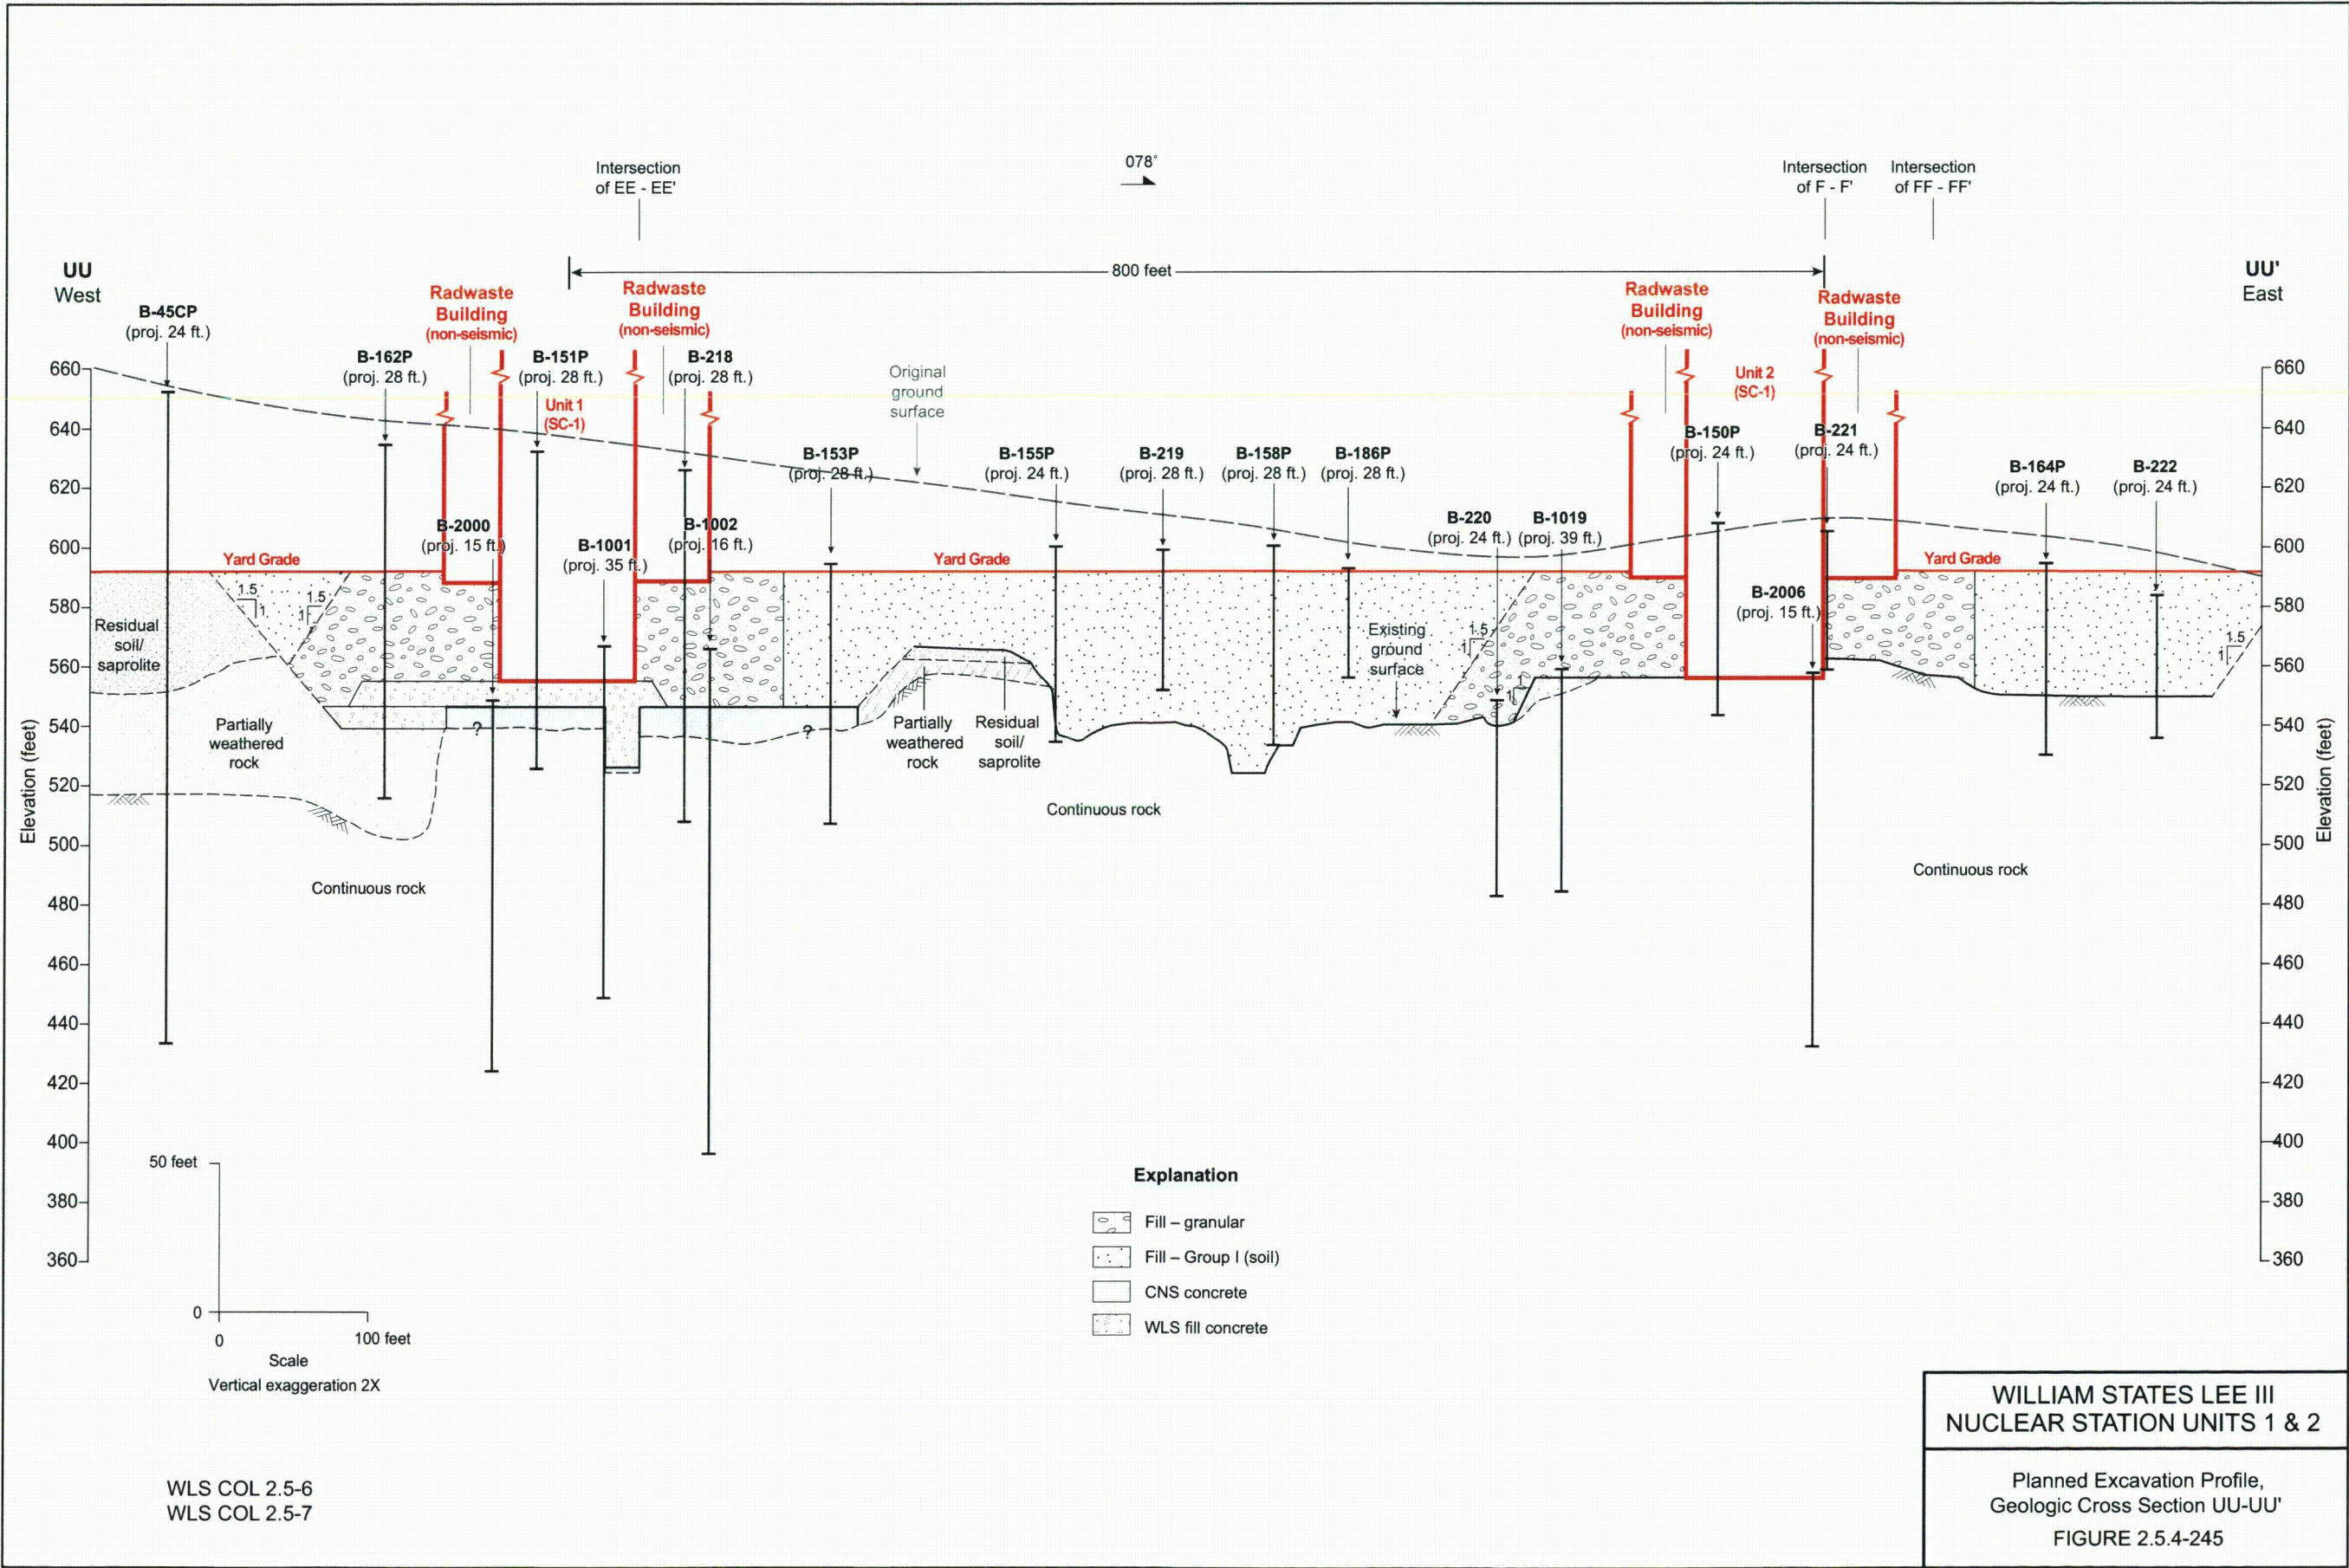 Intersection
of EE - EE'
078°
Intersection
of F - F'
Intersection
of FF - FF'
UU
West
800 feet
UU'
East
B-45CP
(proj. 24 ft.)
Radwaste
Building
(non-seismic)
Radwaste
Building
(non-seismic)
Radwaste
Building
(non-seismic)
Radwaste
Building
(non-seismic)
B-162P
(proj. 28 ft.)
B-151P
(proj. 28 ft.)
B-218
(proj. 28 ft.)
Unit 1
(SC-1)
Original
ground
surface
Unit 2
(SC-1)
B-153P
(proj. 28 ft.)
B-155P
(proj. 24 ft.)
B-219
(proj. 28 ft.)
B-158P
(proj. 28 ft.)
B-186P
(proj. 28 ft.)
B-150P
(proj. 24 ft.)
B-221
(proj. 24 ft.)
B-164P
(proj. 24 ft.)
B-222
(proj. 24 ft.)
B-2000
(proj. 15 ft)
B-1001
(proj. 35 ft.)
B-1002
(proj. 16 ft.)
B-220
(proj. 24 ft.)
B-1019
(proj. 39 ft.)
B-2006
(proj. 15 ft.)
Yard Grade
Yard Grade
Yard Grade
1.5
1
1.5
1
1.5
1
1
1
1.5
1
Residual
soil/
saprolite
Partially
weathered
rock
?
?
Partially
weathered
rock
Residual
soil/
saprolite
Existing
ground
surface
Continuous rock
Continuous rock
Continuous rock
Elevation (feet)
660
640
620
600
580
560
540
520
500
480
460
440
420
400
380
360
Elevation (feet)
660
640
620
600
580
560
540
520
500
480
460
440
420
400
380
360
50 feet
0
0
100 feet
Scale
Vertical exaggeration 2X
Explanation
Fill – granular
Fill – Group I (soil)
CNS concrete
WLS fill concrete
WLS COL 2.5-6
WLS COL 2.5-7
WILLIAM STATES LEE III
NUCLEAR STATION UNITS 1 & 2
Planned Excavation Profile,
Geologic Cross Section UU-UU'
FIGURE 2.5.4-245